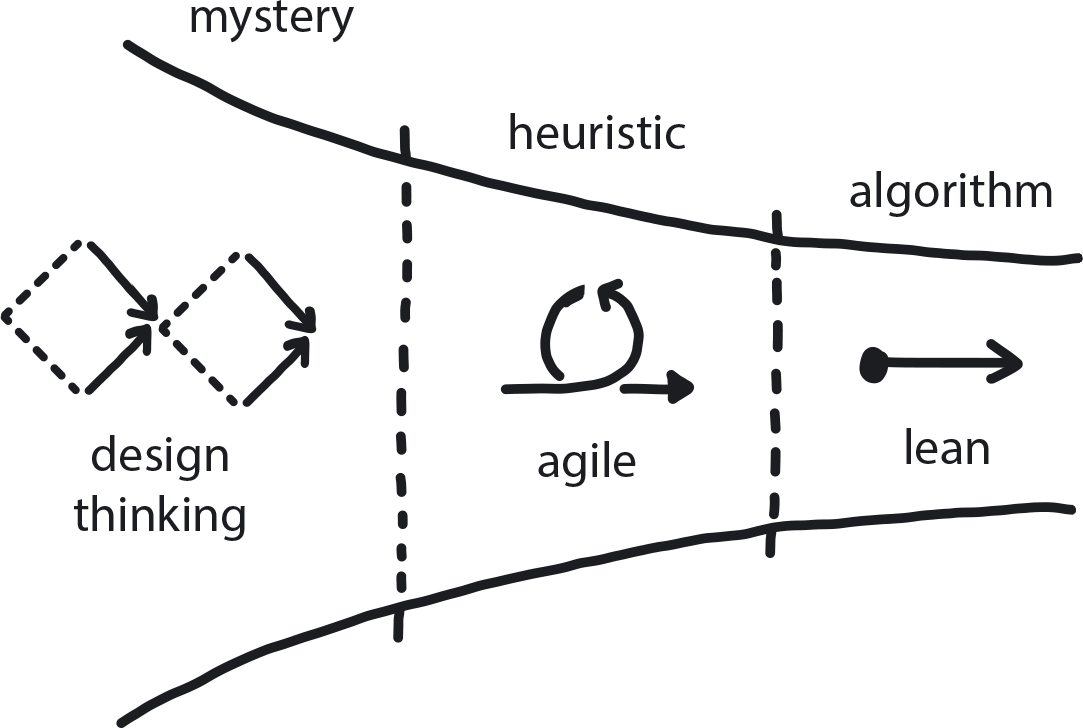 mystery
heuristic
algorithm
design
thinking
agile
lean